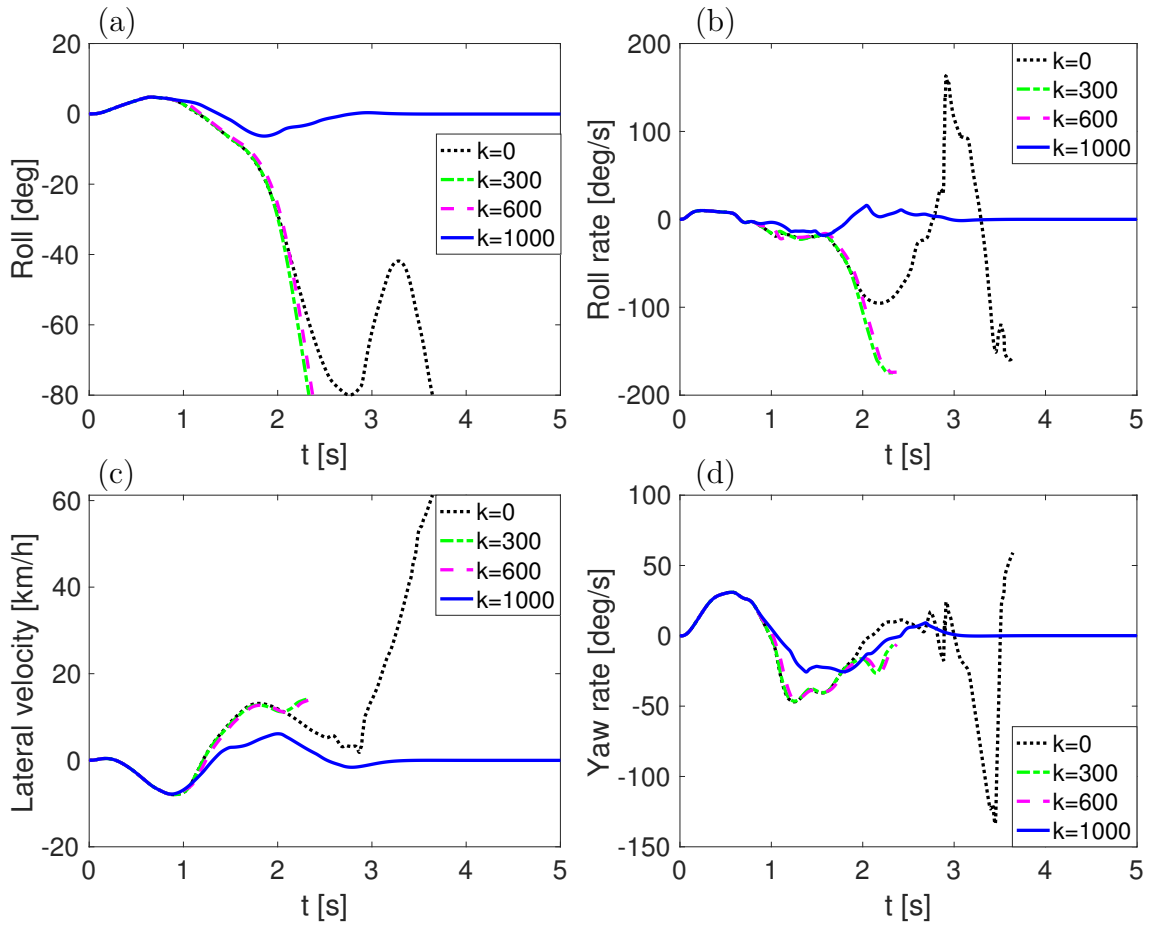 (a)
Roll [deg]
20
0
-20
-40
-60
-80
0 1 2 3 4 5
t [s]
k=0
k=300
k=600
k=1000
(b)
Roll rate [deg/s]
200
100
0
-100
-200
0 1 2 3 4 5
t [s]
k=0
k=300
k=600
k=1000
(c)
Lateral velocity [km/h]
60
40
20
0
-20
0 1 2 3 4 5
t [s]
k=0
k=300
k=600
k=1000
(d)
Yaw rate [deg/s]
100
50
0
-50
-100
-150
0 1 2 3 4 5
t [s]
k=0
k=300
k=600
k=1000